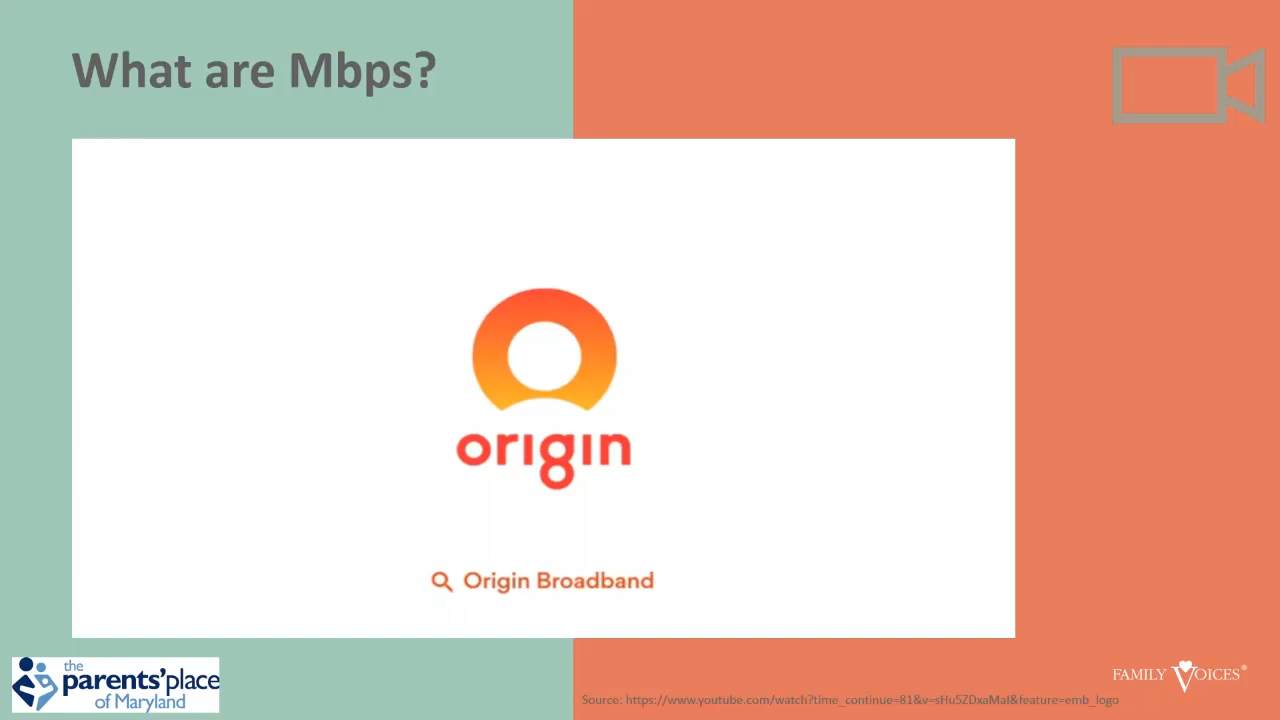 What are Mbps?
origin
Origin Broadband
the
parents'place
of Maryland
FAMILY VOICES®
Source: https://www.youtube.com/watch?time_continue=81&v=sHu5ZDxaMaI&feature=emb_logo